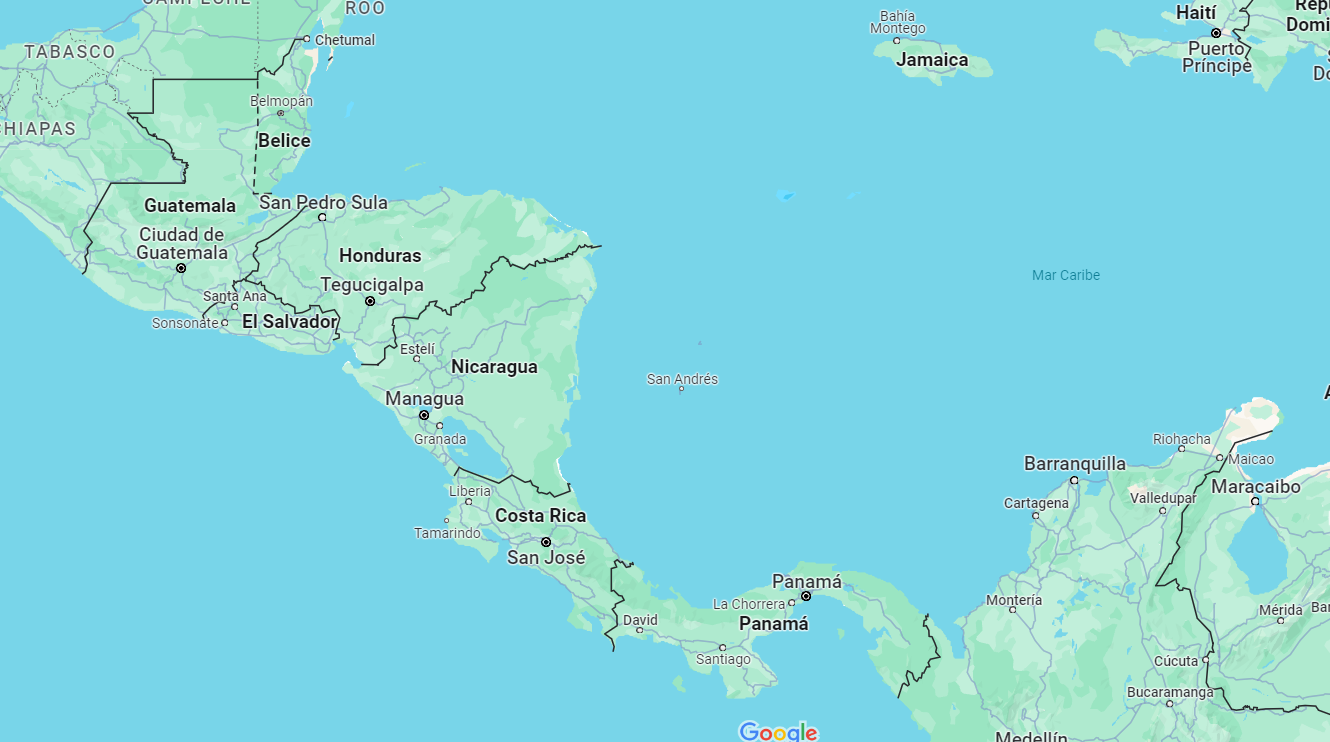 CAMPECHE
ROO
Haití
Repú
Domi
Bahía
Montego
TABASCO
Chetumal
Jamaica
Puerto
Príncipe
Do
Belmopán
CHIAPAS
Belice
Guatemala
San Pedro Sula
Ciudad de
Guatemala
Honduras
Tegucigalpa
Mar Caribe
Santa Ana
Sonsonate
El Salvador
Estelí
Nicaragua
San Andrés
Managua
A
Granada
Riohacha
Maicao
Barranquilla
Liberia
Cartagena
Valledupar
Maracaibo
Costa Rica
Tamarindo
San José
Panamá
La Chorrera
Montería
Mérida
Bar
David
Panamá
Santiago
Cúcuta
Bucaramanga
Google
Medellín